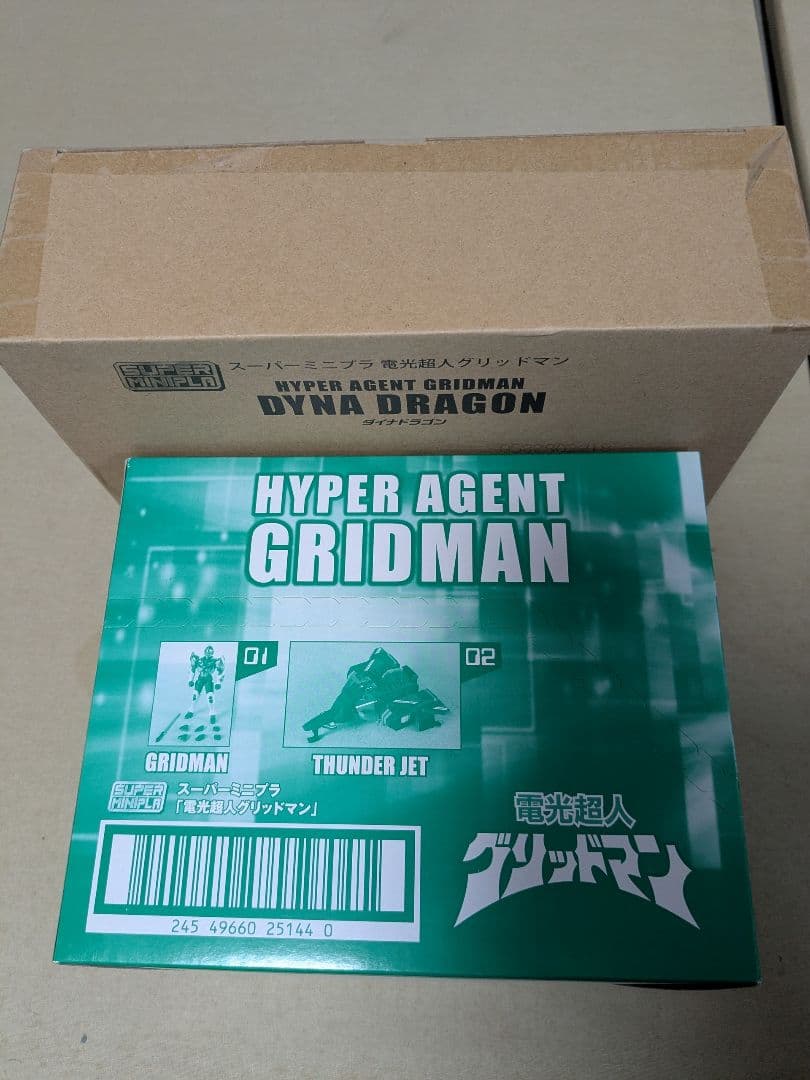 SUPER MINIPLA
スーパーミニプラ 電光超人グリッドマン
HYPER AGENT GRIDMAN
DYNA DRAGON
ダイナドラゴン
HYPER AGENT
GRIDMAN
01
02
GRIDMAN
THUNDER JET
SUPER MINIPLA
スーパーミニプラ
「電光超人グリッドマン」
245 49660 25144 0
電光超人
グリッドマン